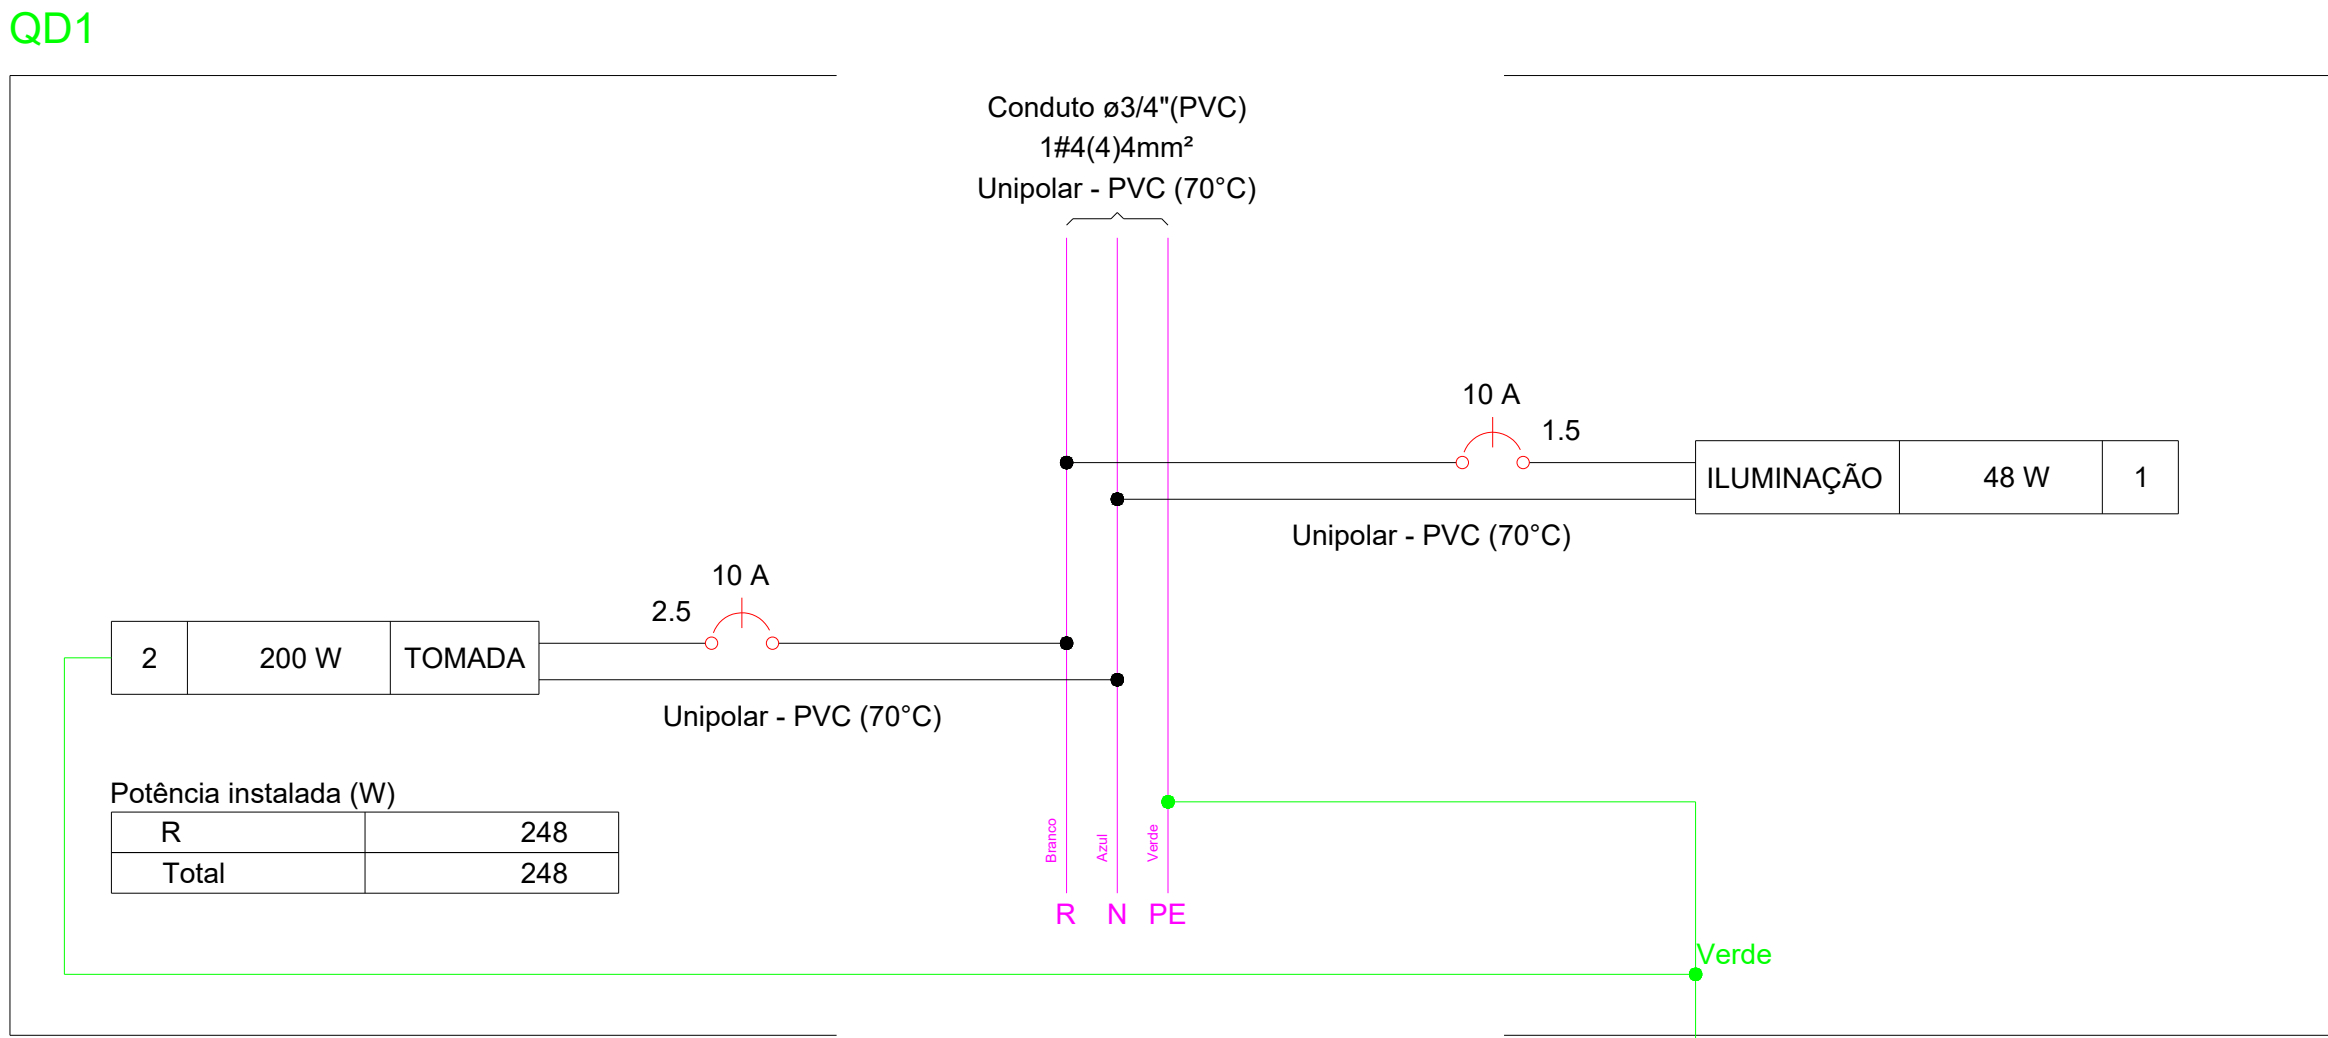 QD1
Conduto ø3/4"(PVC)
1#4(4)4mm²
Unipolar - PVC (70°C)
10 A
1.5
ILUMINAÇÃO 48 W 1
Unipolar - PVC (70°C)
10 A
2.5
2 200 W TOMADA
Unipolar - PVC (70°C)
Potência instalada (W)
R 248
Total 248
Branco
Azul
Verde
R N PE
Verde